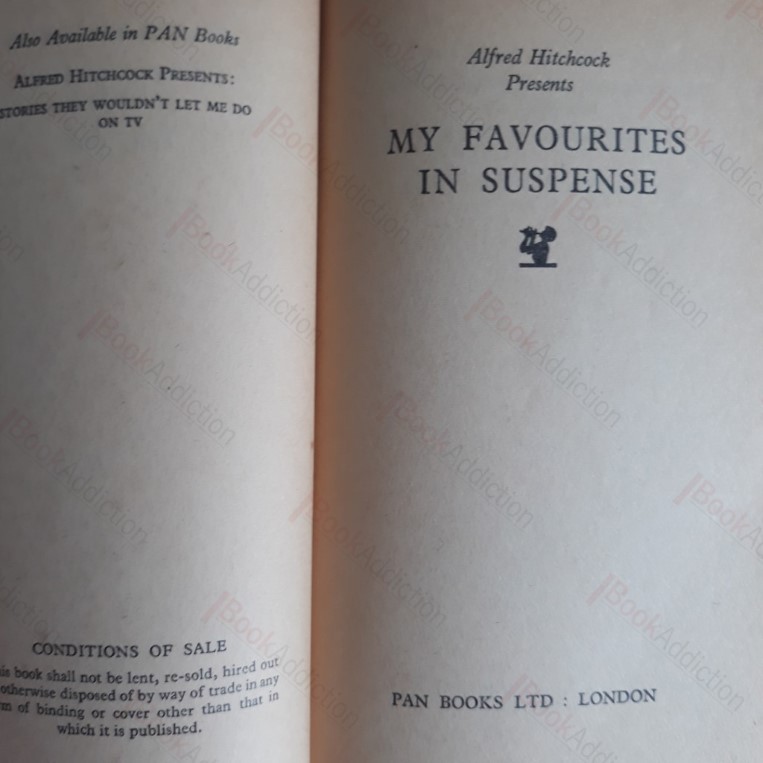 Also Available in PAN Books
ALFRED HITCHCOCK PRESENTS:
STORIES THEY WOULDN'T LET ME DO
ON TV
CONDITIONS OF SALE
book shall not be lent, re-sold, hired out
otherwise disposed of by way of trade in any
of binding or cover other than that in
which it is published.
Alfred Hitchcock
Presents
MY FAVOURITES
IN SUSPENSE
PAN BOOKS LTD : LONDON
BookAddiction